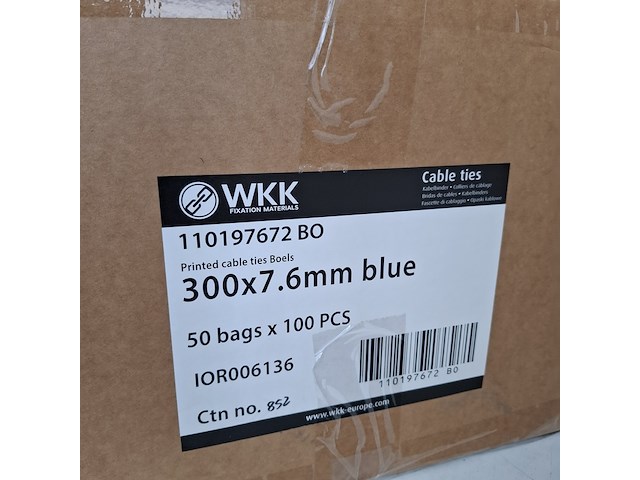 WKK
FIXATION MATERIALS
Cable ties
Kabelbinder • Colliers de câblage
Bridas de cables • Kabelbinders
Fascette di cablaggio • Opaski kablowe
110197672 BO
Printed cable ties Boels
300x7.6mm blue
50 bags x 100 PCS
IOR006136
110197672 BO
Ctn no. 852
www.wkk-europe.com